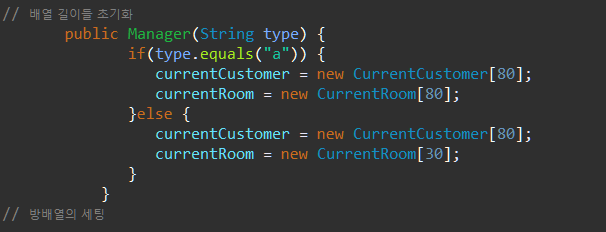 // 배열 길이들 초기화
public Manager(String type) {
if(type.equals("a")) {
currentCustomer = new CurrentCustomer[80];
currentRoom = new CurrentRoom[80];
}else {
currentCustomer = new CurrentCustomer[80];
currentRoom = new CurrentRoom[30];
}
}
// 방배열의 세팅